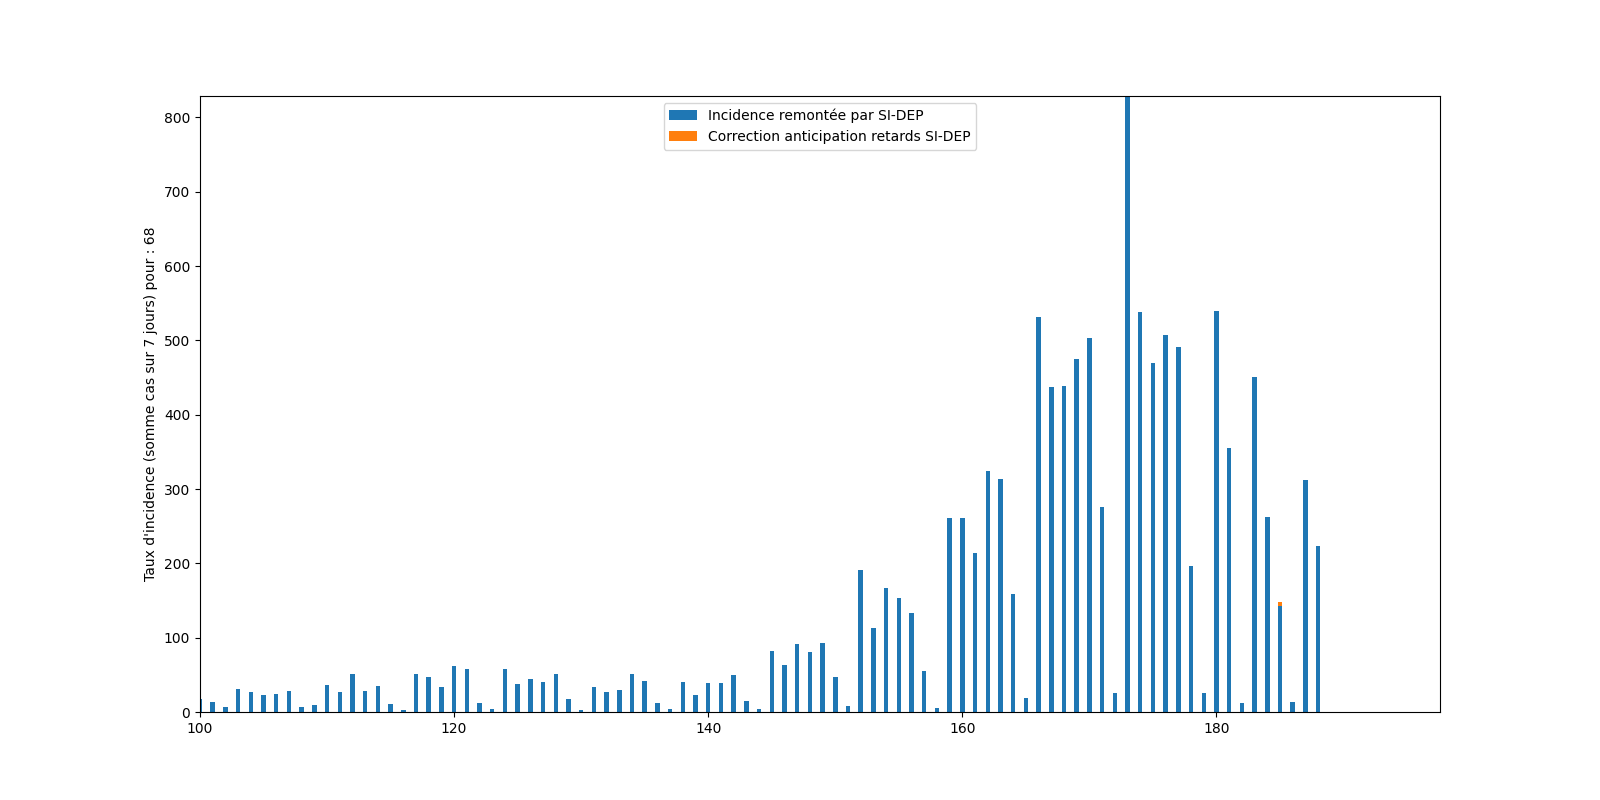 Incidence remontée par SI-DEP
Correction anticipation retards SI-DEP
Taux d'incidence (somme cas sur 7 jours) pour : 68
800
700
600
500
400
300
200
100
0
100 120 140 160 180